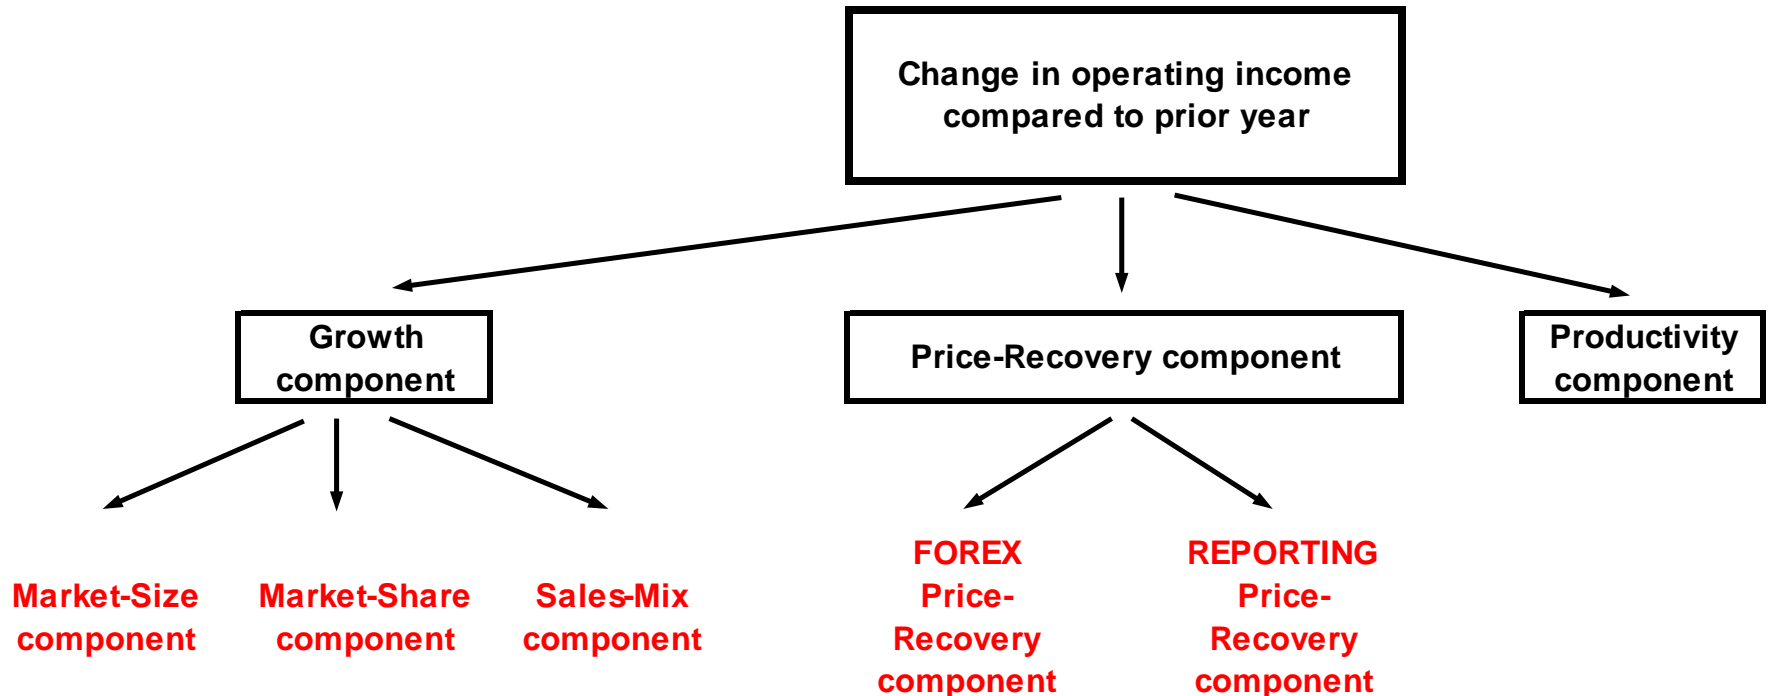 Change in operating income
compared to prior year
Growth
component
Price-Recovery component
Productivity
component
Market-Size
component
Market-Share
component
Sales-Mix
component
FOREX
Price-
Recovery
component
REPORTING
Price-
Recovery
component